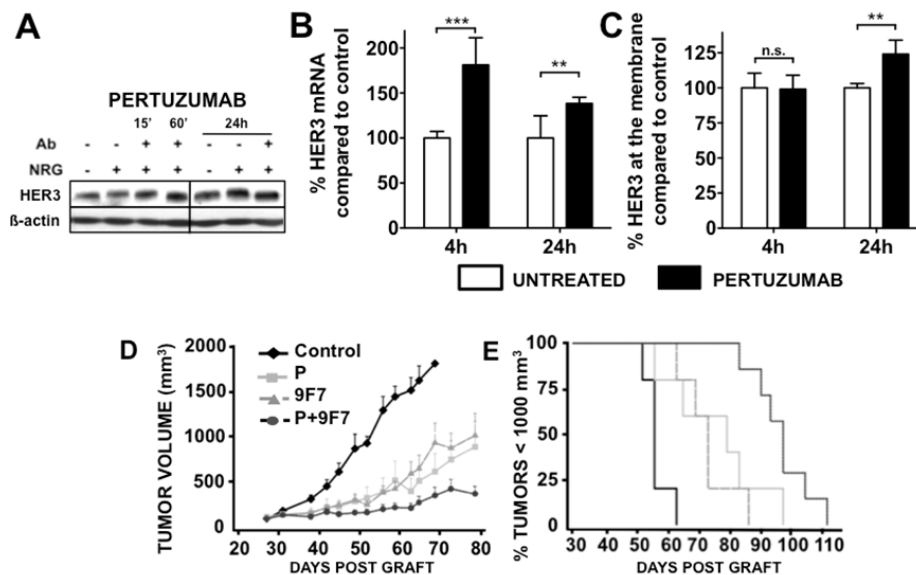 A
PERTUZUMAB
15' 60' 24h
Ab - - + + - - +
NRG - + + + - + +
HER3
ß-actin
B
% HER3 mRNA
compared to control
200
150
100
50
0
***
**
4h 24h
C
% HER3 at the membrane
compared to control
125
100
75
50
25
0
n.s.
**
4h 24h
UNTREATED PERTUZUMAB
D
TUMOR VOLUME (mm³)
2000
1500
1000
500
0
Control
P
9F7
P+9F7
20 30 40 50 60 70 80
DAYS POST GRAFT
E
% TUMORS < 1000 mm³
100
75
50
25
0
30 40 50 60 70 80 90 100 110
DAYS POST GRAFT